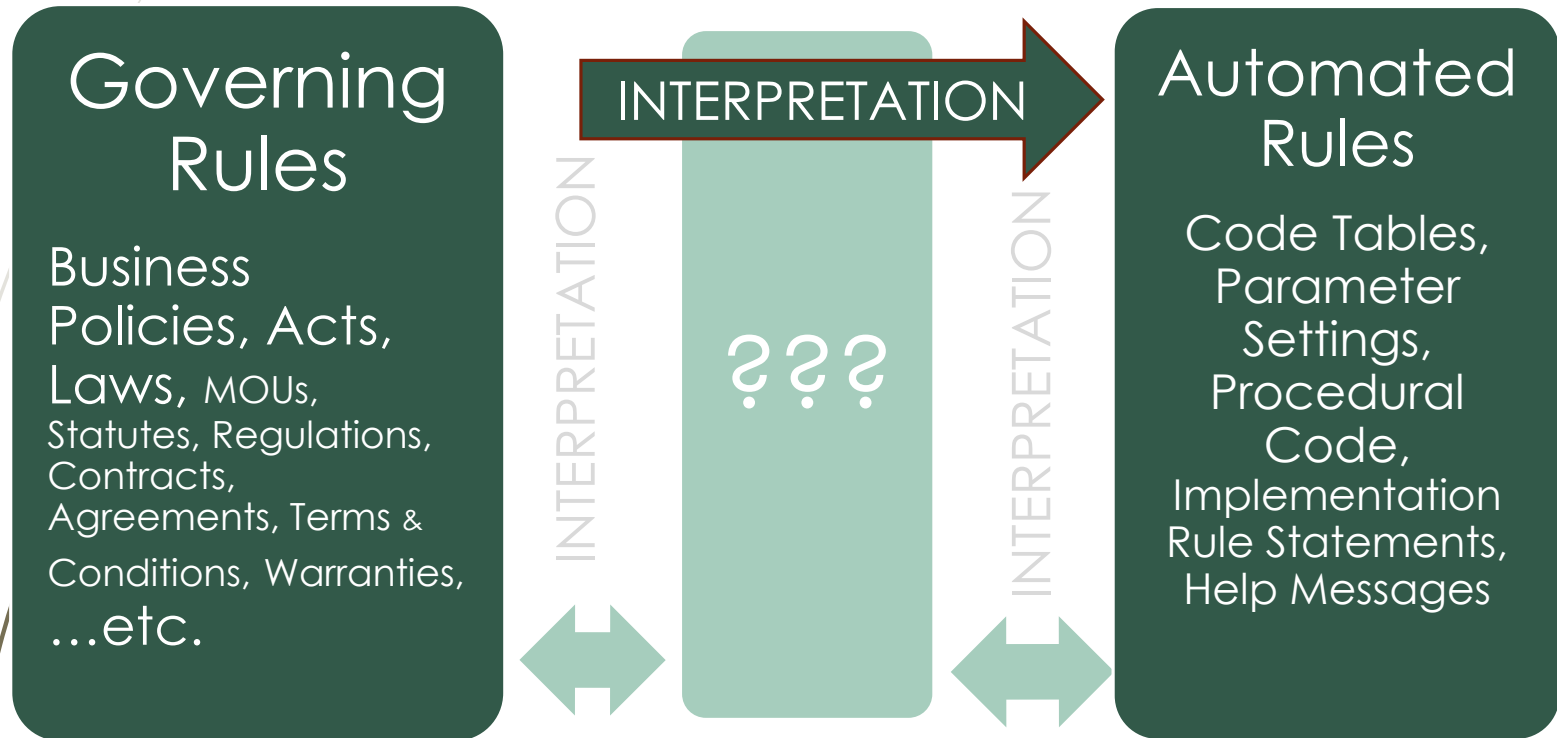 Governing
Rules
Business
Policies, Acts,
Laws, MOUs,
Statutes, Regulations,
Contracts,
Agreements, Terms &
Conditions, Warranties,
...etc.
INTERPRETATION
INTERPRETATION
???
INTERPRETATION
Automated
Rules
Code Tables,
Parameter
Settings,
Procedural
Code,
Implementation
Rule Statements,
Help Messages